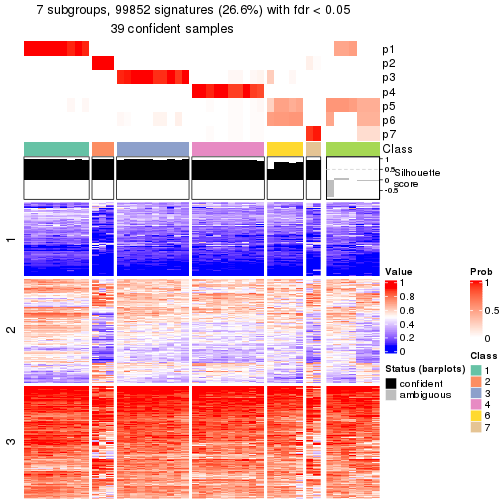 7 subgroups, 99852 signatures (26.6%) with fdr < 0.05
39 confident samples
p1
p2
p3
p4
p5
p6
p7
Class
1
0.5
0
-0.5
Silhouette
score
1
2
3
Value
1
0.8
0.6
0.4
0.2
0
Prob
1
0.5
0
Status (barplots)
confident
ambiguous
Class
1
2
3
4
6
7